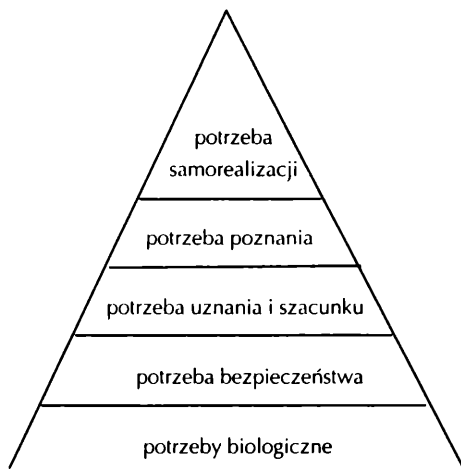 potrzeba
samorealizacji
potrzeba poznania
potrzeba uznania i szacunku
potrzeba bezpieczeństwa
potrzeby biologiczne